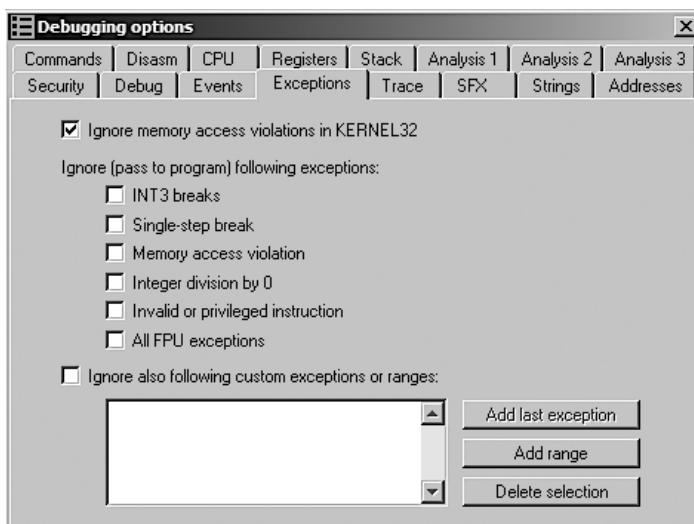 Debugging options
Commands Disasm CPU Registers Stack Analysis 1 Analysis 2 Analysis 3
Security Debug Events Exceptions Trace SFX Strings Addresses
Ignore memory access violations in KERNEL32
Ignore (pass to program) following exceptions:
INT3 breaks
Single-step break
Memory access violation
Integer division by 0
Invalid or privileged instruction
All FPU exceptions
Ignore also following custom exceptions or ranges:
Add last exception
Add range
Delete selection